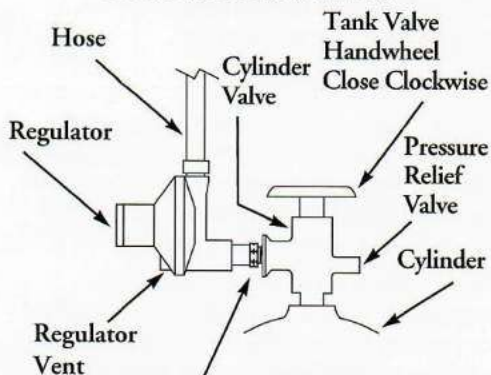 Tank Valve
Handwheel
Close Clockwise
Hose
Cylinder
Valve
Regulator
Pressure
Relief
Valve
Cylinder
Regulator
Vent